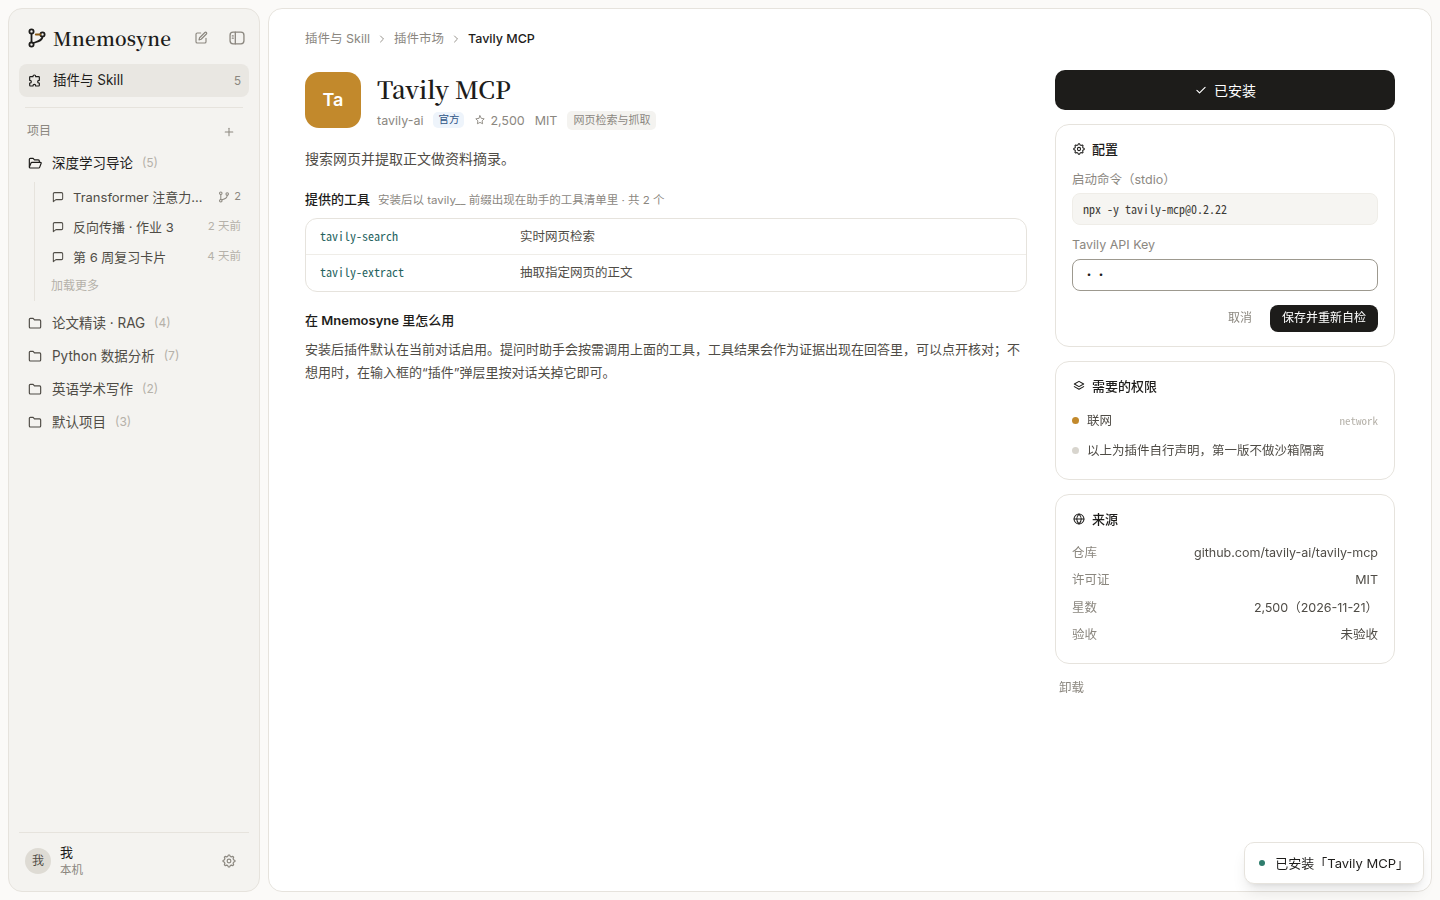 Mnemosyne
插件与 Skill 5
项目
深度学习导论 (5)
Transformer 注意力... 2
反向传播 · 作业 3 2 天前
第 6 周复习卡片 4 天前
加载更多
论文精读 · RAG (4)
Python 数据分析 (7)
英语学术写作 (2)
默认项目 (3)
我
我
本机
插件与 Skill > 插件市场 > Tavily MCP
Ta
Tavily MCP
tavily-ai 官方 2,500 MIT 网页检索与抓取
搜索网页并提取正文做资料摘录。
提供的工具 安装后以 tavily__ 前缀出现在助手的工具清单里 · 共 2 个
tavily-search 实时网页检索
tavily-extract 抽取指定网页的正文
在 Mnemosyne 里怎么用
安装后插件默认在当前对话启用。提问时助手会按需调用上面的工具，工具结果会作为证据出现在回答里，可以点开核对；不
想用时，在输入框的“插件”弹层里按对话关掉它即可。
已安装
配置
启动命令（stdio）
npx -y tavily-mcp@0.2.22
Tavily API Key
取消 保存并重新自检
需要的权限
联网 network
以上为插件自行声明，第一版不做沙箱隔离
来源
仓库 github.com/tavily-ai/tavily-mcp
许可证 MIT
星数 2,500（2026-11-21）
验收 未验收
卸载
已安装「Tavily MCP」